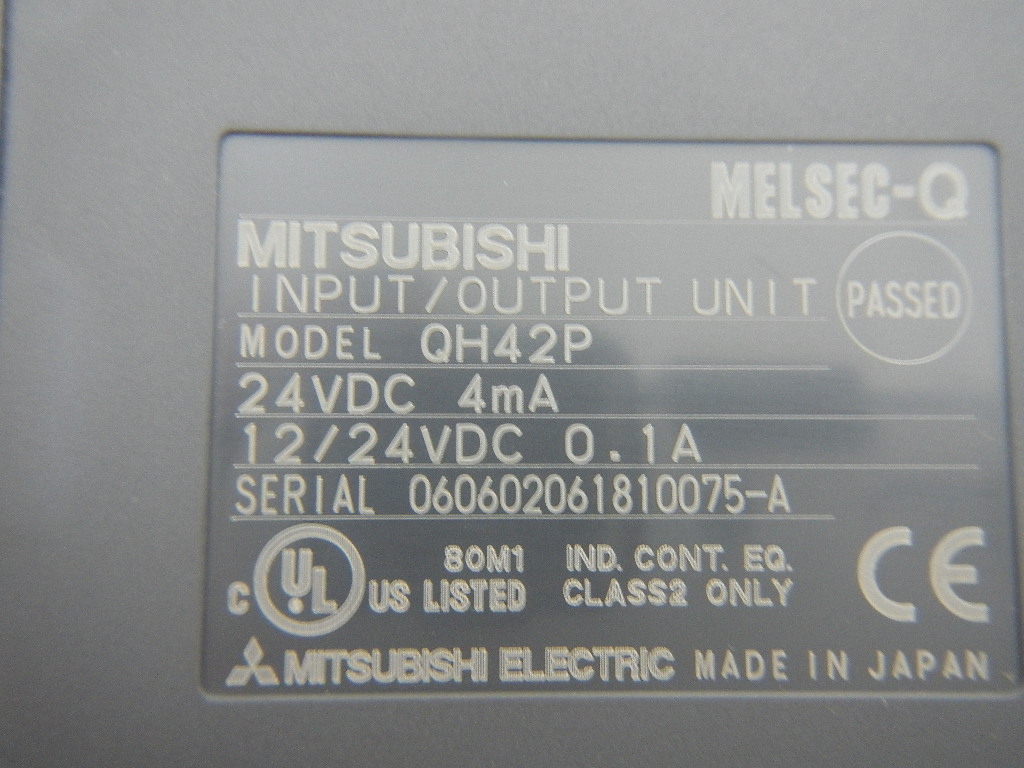 MELSEC-Q
MITSUBISHI
INPUT/OUTPUT UNIT
PASSED
MODEL QH42P
24VDC 4mA
12/24VDC 0.1A
SERIAL 060602061810075-A
C UL US LISTED
80M1 IND. CONT. EQ.
CLASS2 ONLY
CE
MITSUBISHI ELECTRIC MADE IN JAPAN